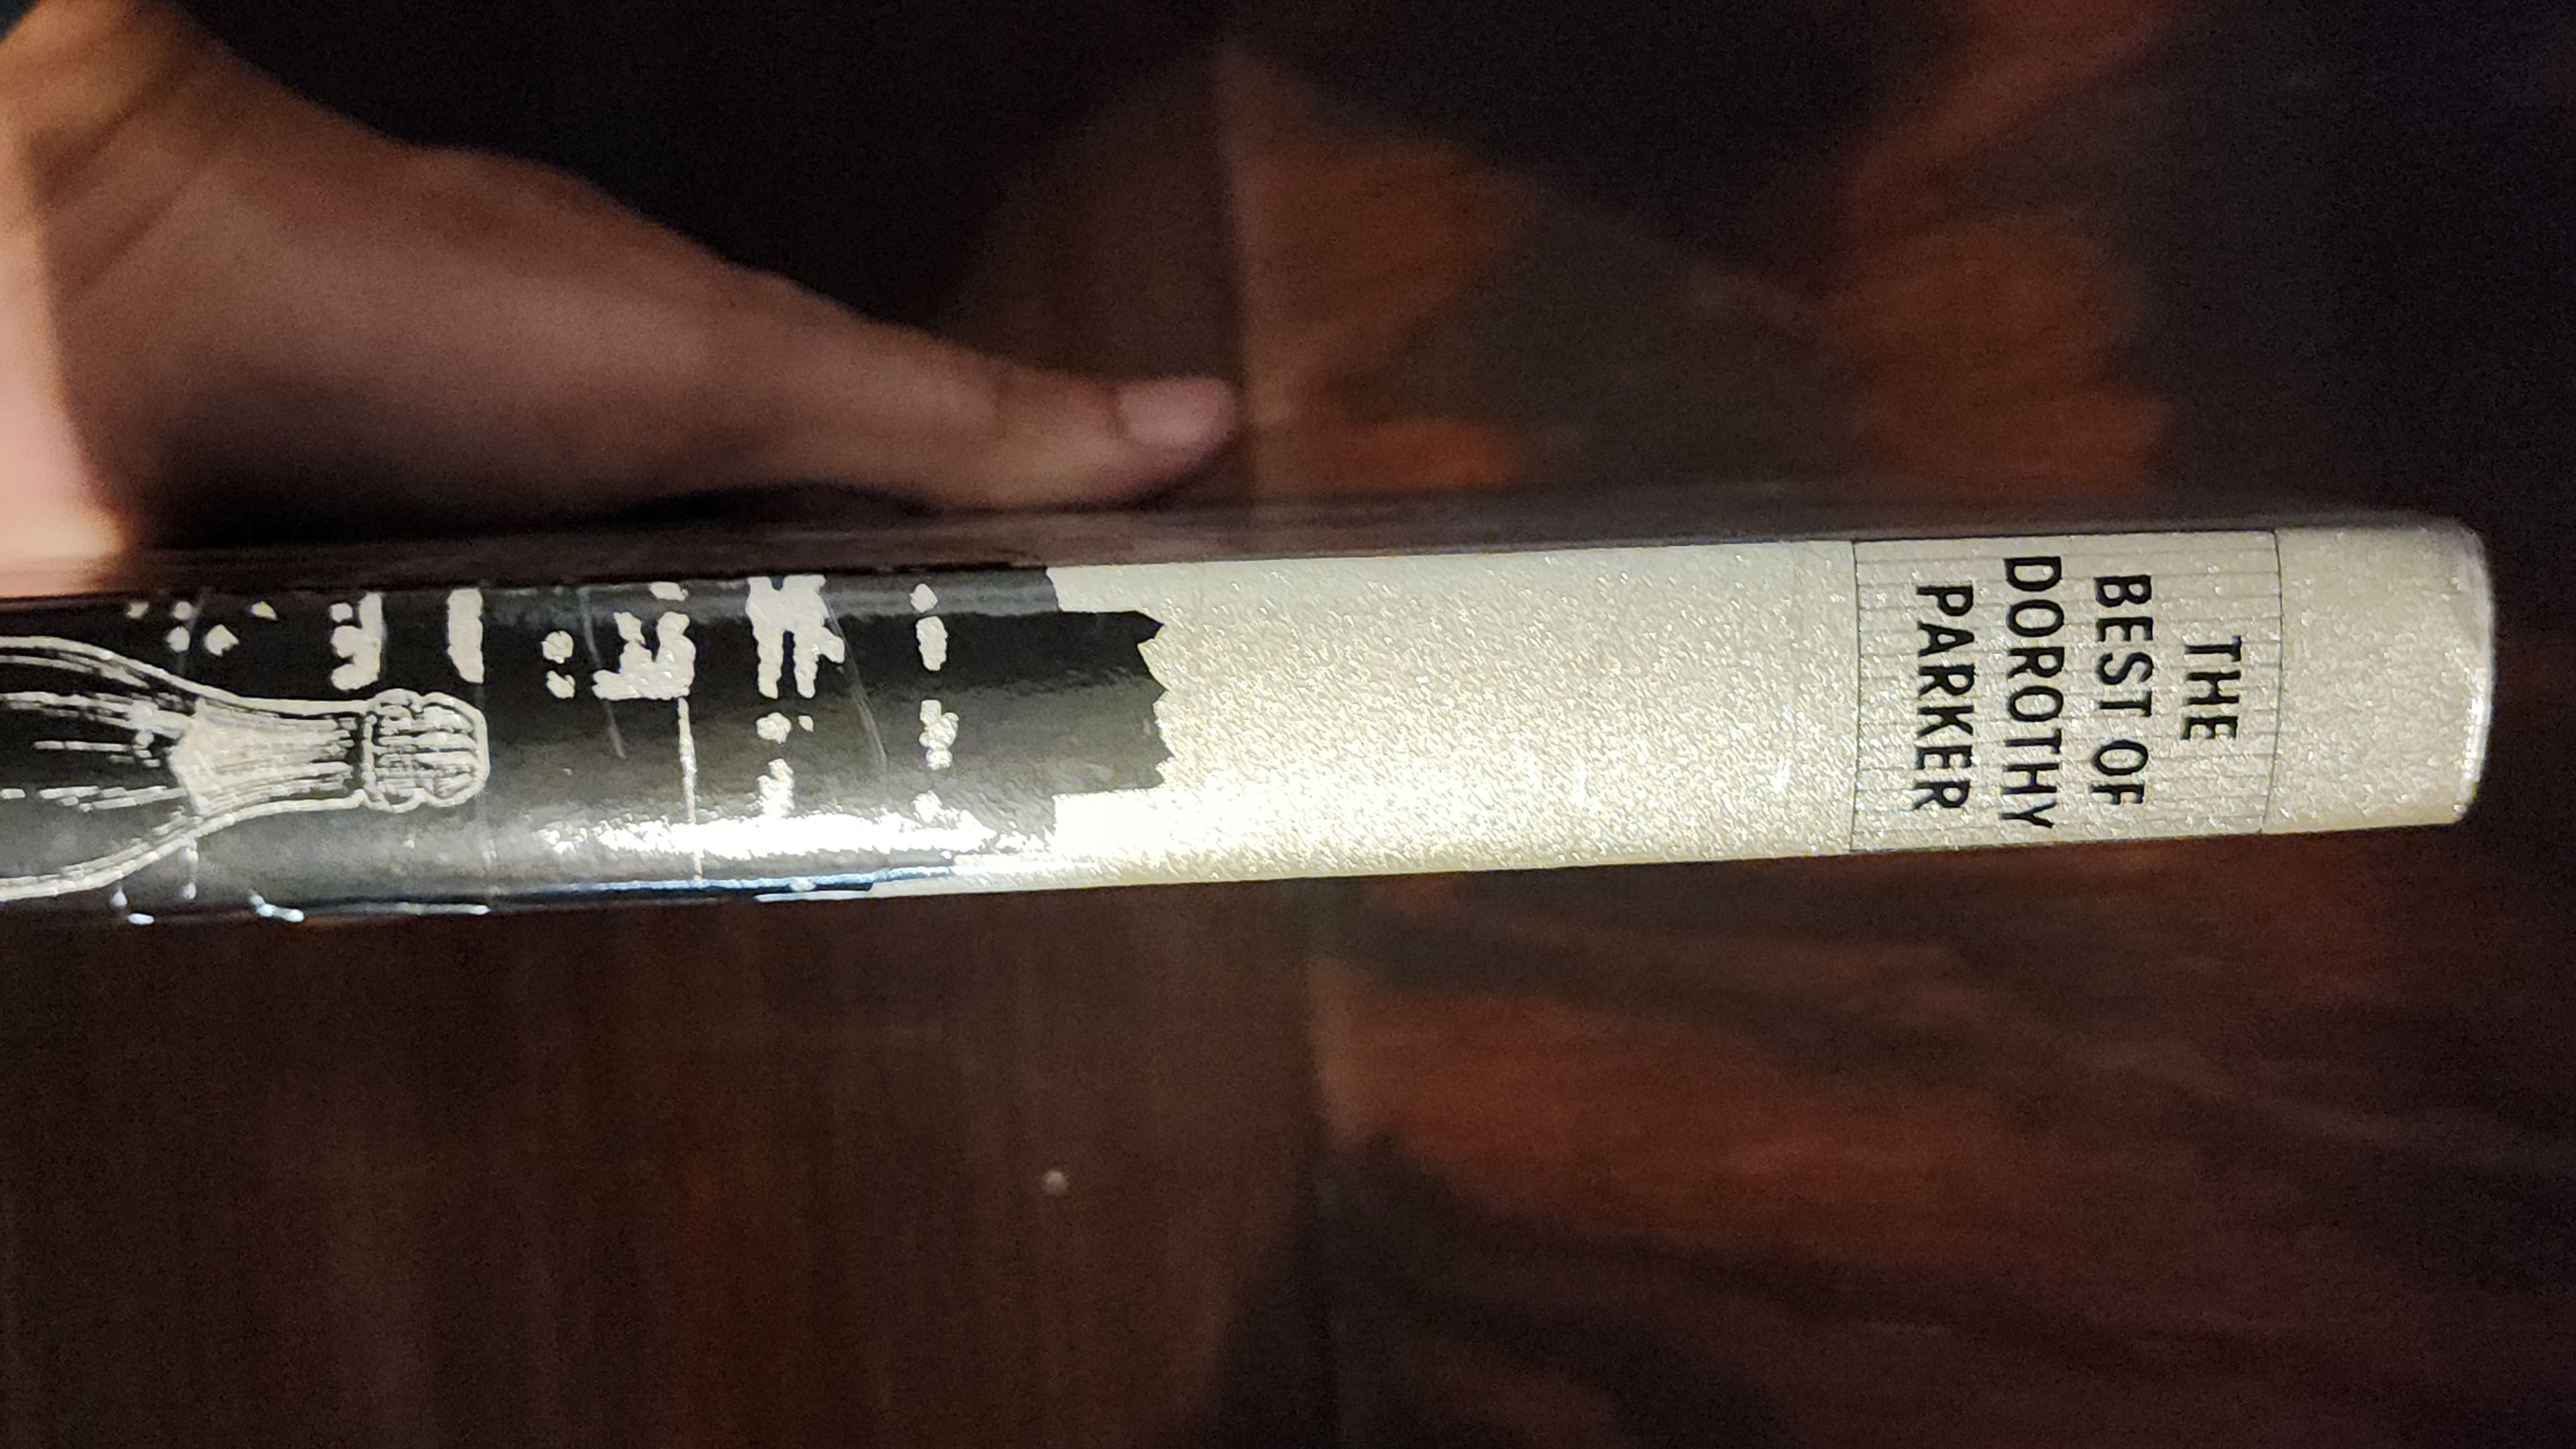 THE
BEST OF
DOROTHY
PARKER